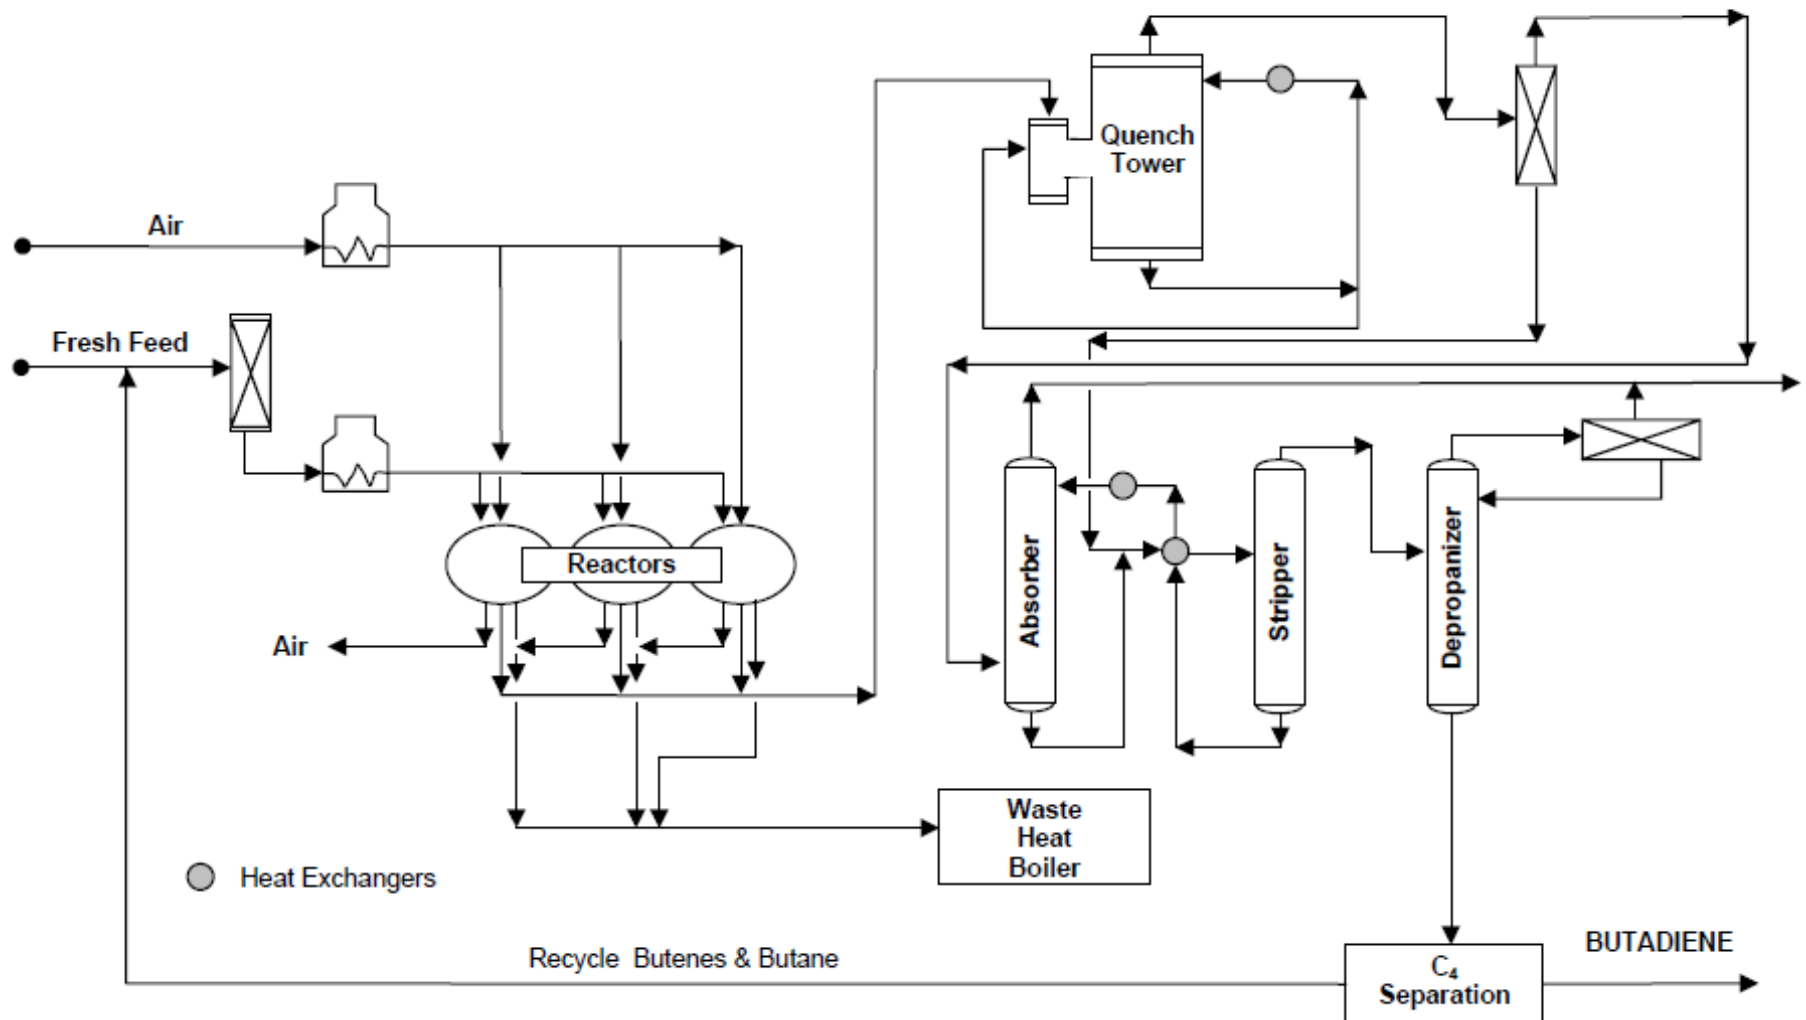 Quench
Tower
Air
Fresh Feed
Reactors
Absorber
Stripper
Depropanizer
Air
Waste
Heat
Boiler
Heat Exchangers
Recycle Butenes & Butane
BUTADIENE
C₄
Separation